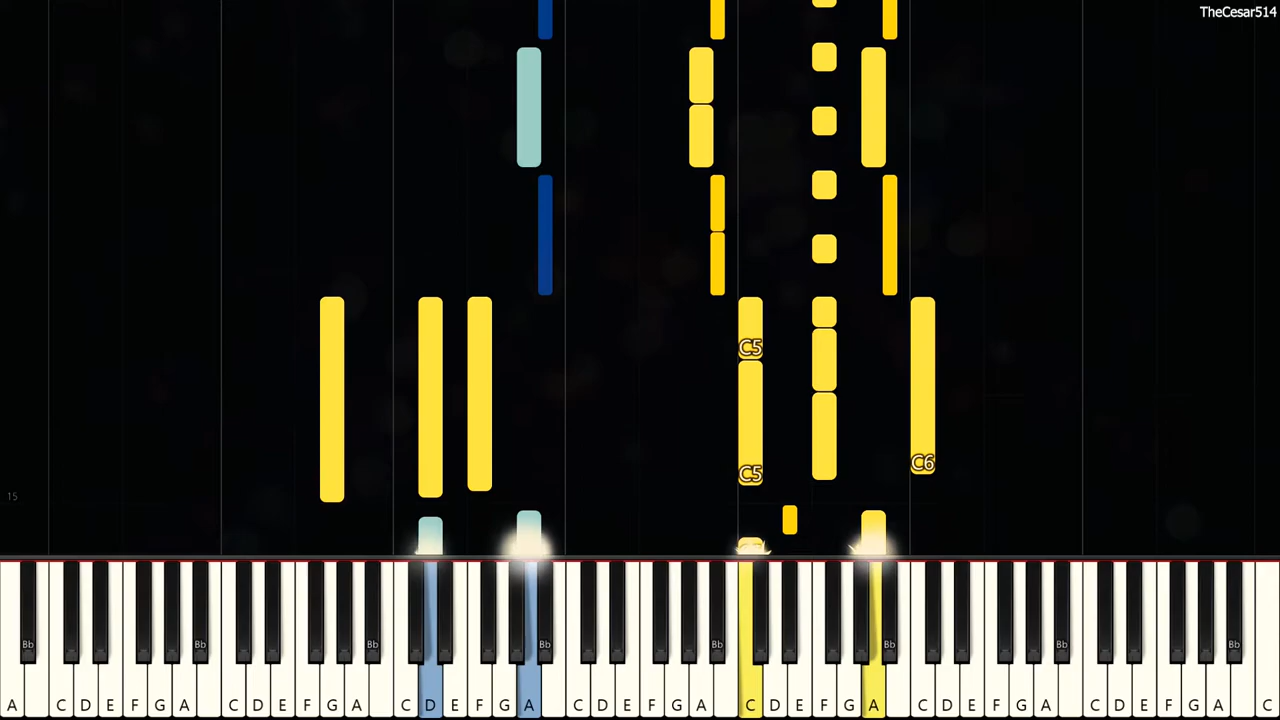 TheCesar514
C5
C5
C6
15
Bb Bb Bb Bb Bb Bb Bb Bb
A C D E F G A C D E F G A C D E F G A C D E F G A C D E F G A C D E F G A C D E F G A C